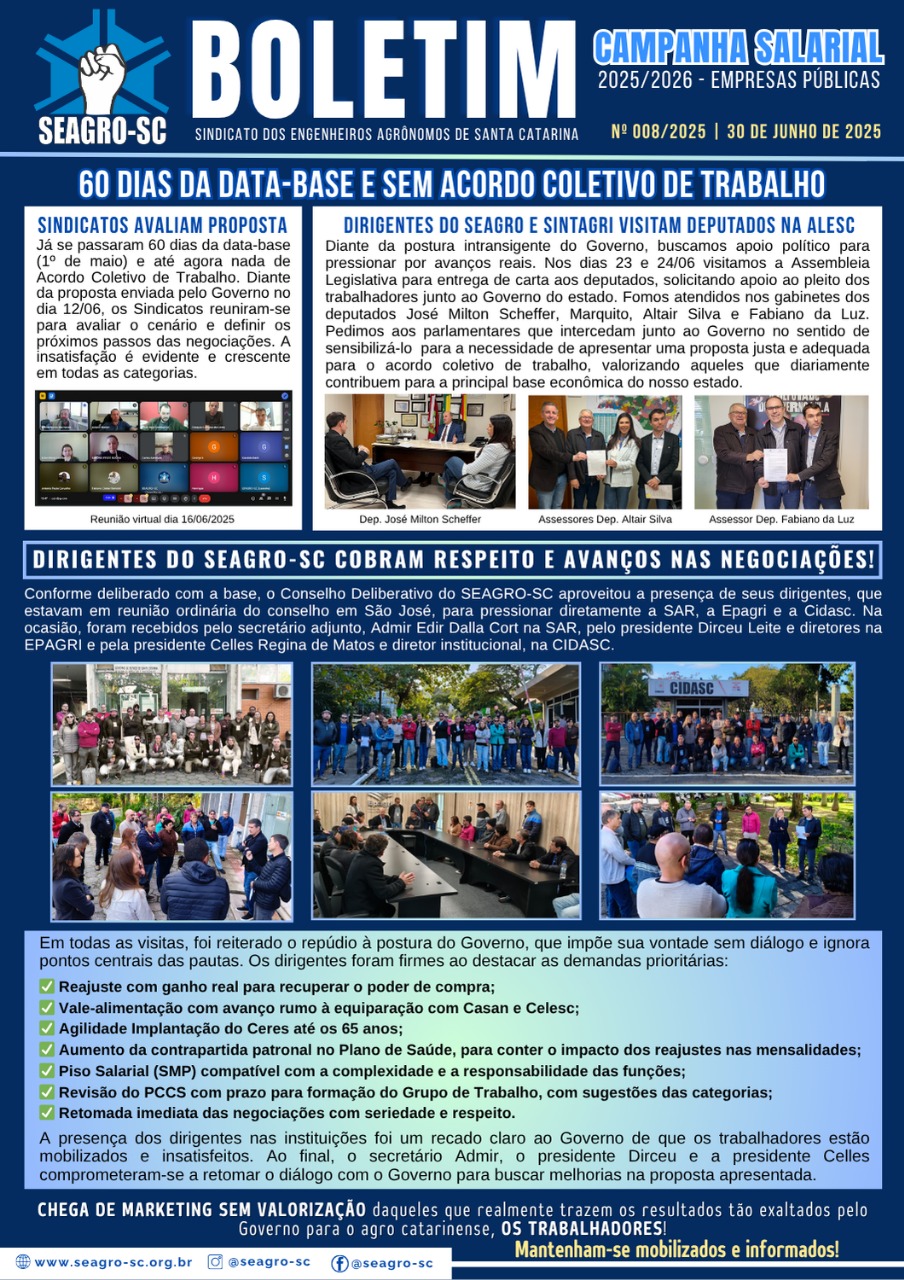 SEAGRO-SC
BOLETIM
SINDICATO DOS ENGENHEIROS AGRÔNOMOS DE SANTA CATARINA
CAMPANHA SALARIAL
2025/2026 - EMPRESAS PÚBLICAS
Nº 008/2025 | 30 DE JUNHO DE 2025
60 DIAS DA DATA-BASE E SEM ACORDO COLETIVO DE TRABALHO
SINDICATOS AVALIAM PROPOSTA
Já se passaram 60 dias da data-base
(1º de maio) e até agora nada de
Acordo Coletivo de Trabalho. Diante
da proposta enviada pelo Governo no
dia 12/06, os Sindicatos reuniram-se
para avaliar o cenário e definir os
próximos passos das negociações. A
insatisfação é evidente e crescente
em todas as categorias.
Reunião virtual dia 16/06/2025
DIRIGENTES DO SEAGRO E SINTAGRI VISITAM DEPUTADOS NA ALESC
Diante da postura intransigente do Governo, buscamos apoio político para
pressionar por avanços reais. Nos dias 23 e 24/06 visitamos a Assembleia
Legislativa para entrega de carta aos deputados, solicitando apoio ao pleito dos
trabalhadores junto ao Governo do estado. Fomos atendidos nos gabinetes dos
deputados José Milton Scheffer, Marquito, Altair Silva e Fabiano da Luz.
Pedimos aos parlamentares que intercedam junto ao Governo no sentido de
sensibilizá-lo para a necessidade de apresentar uma proposta justa e adequada
para o acordo coletivo de trabalho, valorizando aqueles que diariamente
contribuem para a principal base econômica do nosso estado.
Dep. José Milton Scheffer
Assessores Dep. Altair Silva
Assessor Dep. Fabiano da Luz
DIRIGENTES DO SEAGRO-SC COBRAM RESPEITO E AVANÇOS NAS NEGOCIAÇÕES!
Conforme deliberado com a base, o Conselho Deliberativo do SEAGRO-SC aproveitou a presença de seus dirigentes, que
estavam em reunião ordinária do conselho em São José, para pressionar diretamente a SAR, a Epagri e a Cidasc. Na
ocasião, foram recebidos pelo secretário adjunto, Admir Edir Dalla Cort na SAR, pelo presidente Dirceu Leite e diretores na
EPAGRI e pela presidente Celles Regina de Matos e diretor institucional, na CIDASC.
CIDASC
Em todas as visitas, foi reiterado o repúdio à postura do Governo, que impõe sua vontade sem diálogo e ignora
pontos centrais das pautas. Os dirigentes foram firmes ao destacar as demandas prioritárias:
✅ Reajuste com ganho real para recuperar o poder de compra;
✅ Vale-alimentação com avanço rumo à equiparação com Casan e Celesc;
✅ Agilidade Implantação do Ceres até os 65 anos;
✅ Aumento da contrapartida patronal no Plano de Saúde, para conter o impacto dos reajustes nas mensalidades;
✅ Piso Salarial (SMP) compatível com a complexidade e a responsabilidade das funções;
✅ Revisão do PCCS com prazo para formação do Grupo de Trabalho, com sugestões das categorias;
✅ Retomada imediata das negociações com seriedade e respeito.
A presença dos dirigentes nas instituições foi um recado claro ao Governo de que os trabalhadores estão
mobilizados e insatisfeitos. Ao final, o secretário Admir, o presidente Dirceu e a presidente Celles
comprometeram-se a retomar o diálogo com o Governo para buscar melhorias na proposta apresentada.
CHEGA DE MARKETING SEM VALORIZAÇÃO daqueles que realmente trazem os resultados tão exaltados pelo
Governo para o agro catarinense, OS TRABALHADORES!
Mantenham-se mobilizados e informados!
www.seagro-sc.org.br @seagro-sc @seagro-sc